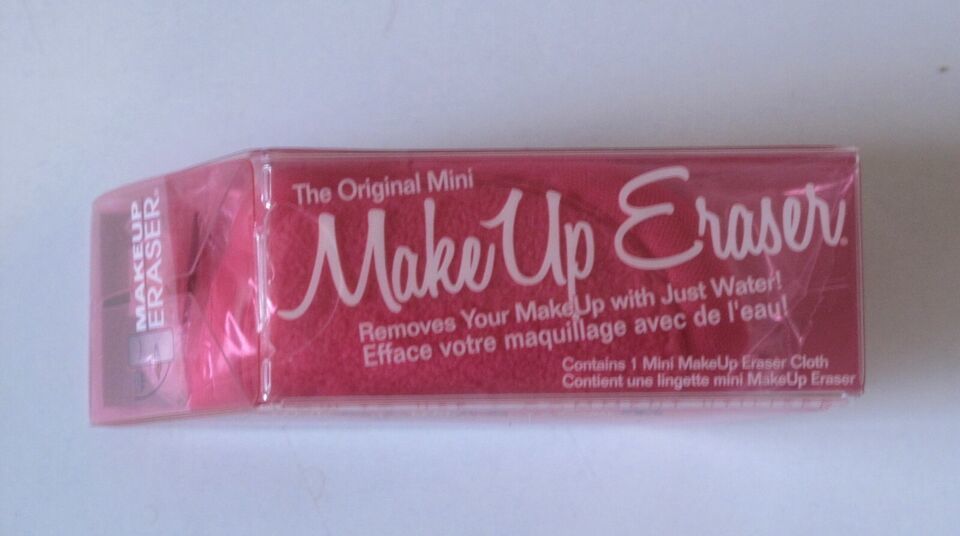 The Original Mini
MakeUp Eraser®
Removes Your MakeUp with Just Water!
Efface votre maquillage avec de l'eau!
Contains 1 Mini MakeUp Eraser Cloth
Contient une lingette mini MakeUp Eraser
MAKEUP
ERASER®